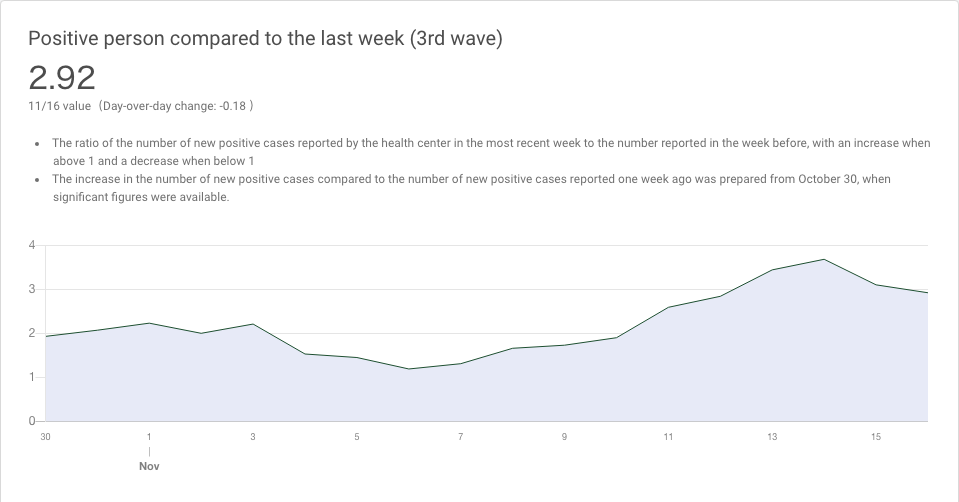 Positive person compared to the last week (3rd wave)
2.92
11/16 value （Day-over-day change: -0.18 ）
• The ratio of the number of new positive cases reported by the health center in the most recent week to the number reported in the week before, with an increase when
above 1 and a decrease when below 1
• The increase in the number of new positive cases compared to the number of new positive cases reported one week ago was prepared from October 30, when
significant figures were available.
4
3
2
1
0
30 1 3 5 7 9 11 13 15
Nov